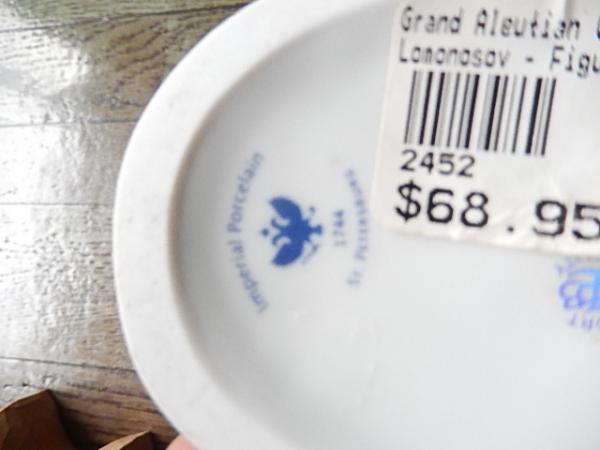 Grand Aleutian
Lomonosov - Figu
2452
$68.95
Imperial Porcelain
1744
St. Petersburg